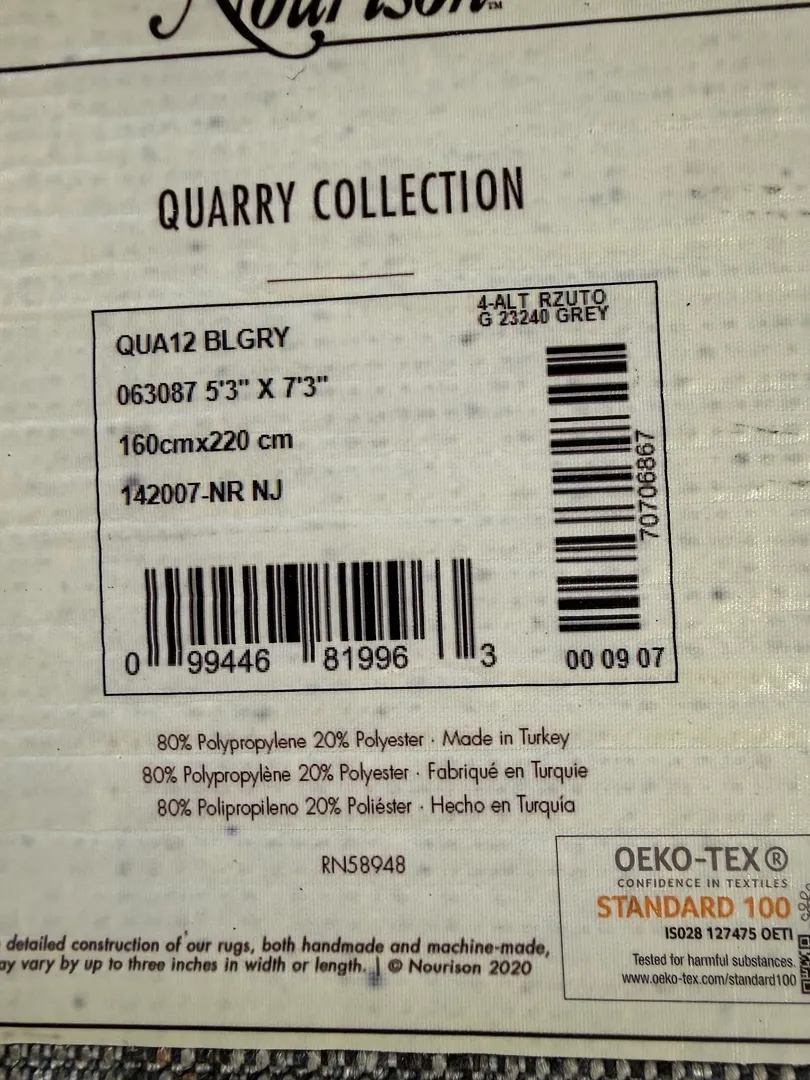 Nourison™
QUARRY COLLECTION
4-ALT RZUTO
G 23240 GREY
QUA12 BLGRY
063087 5'3" X 7'3"
160cmx220 cm
142007-NR NJ
70706867
0 99446 81996 3
00 09 07
80% Polypropylene 20% Polyester · Made in Turkey
80% Polypropylène 20% Polyester · Fabriqué en Turquie
80% Polipropileno 20% Poliéster · Hecho en Turquía
RN58948
OEKO-TEX®
CONFIDENCE IN TEXTILES
STANDARD 100
IS028 127475 OETI
Tested for harmful substances.
www.oeko-tex.com/standard100
detailed construction of our rugs, both handmade and machine-made,
vary by up to three inches in width or length. | © Nourison 2020